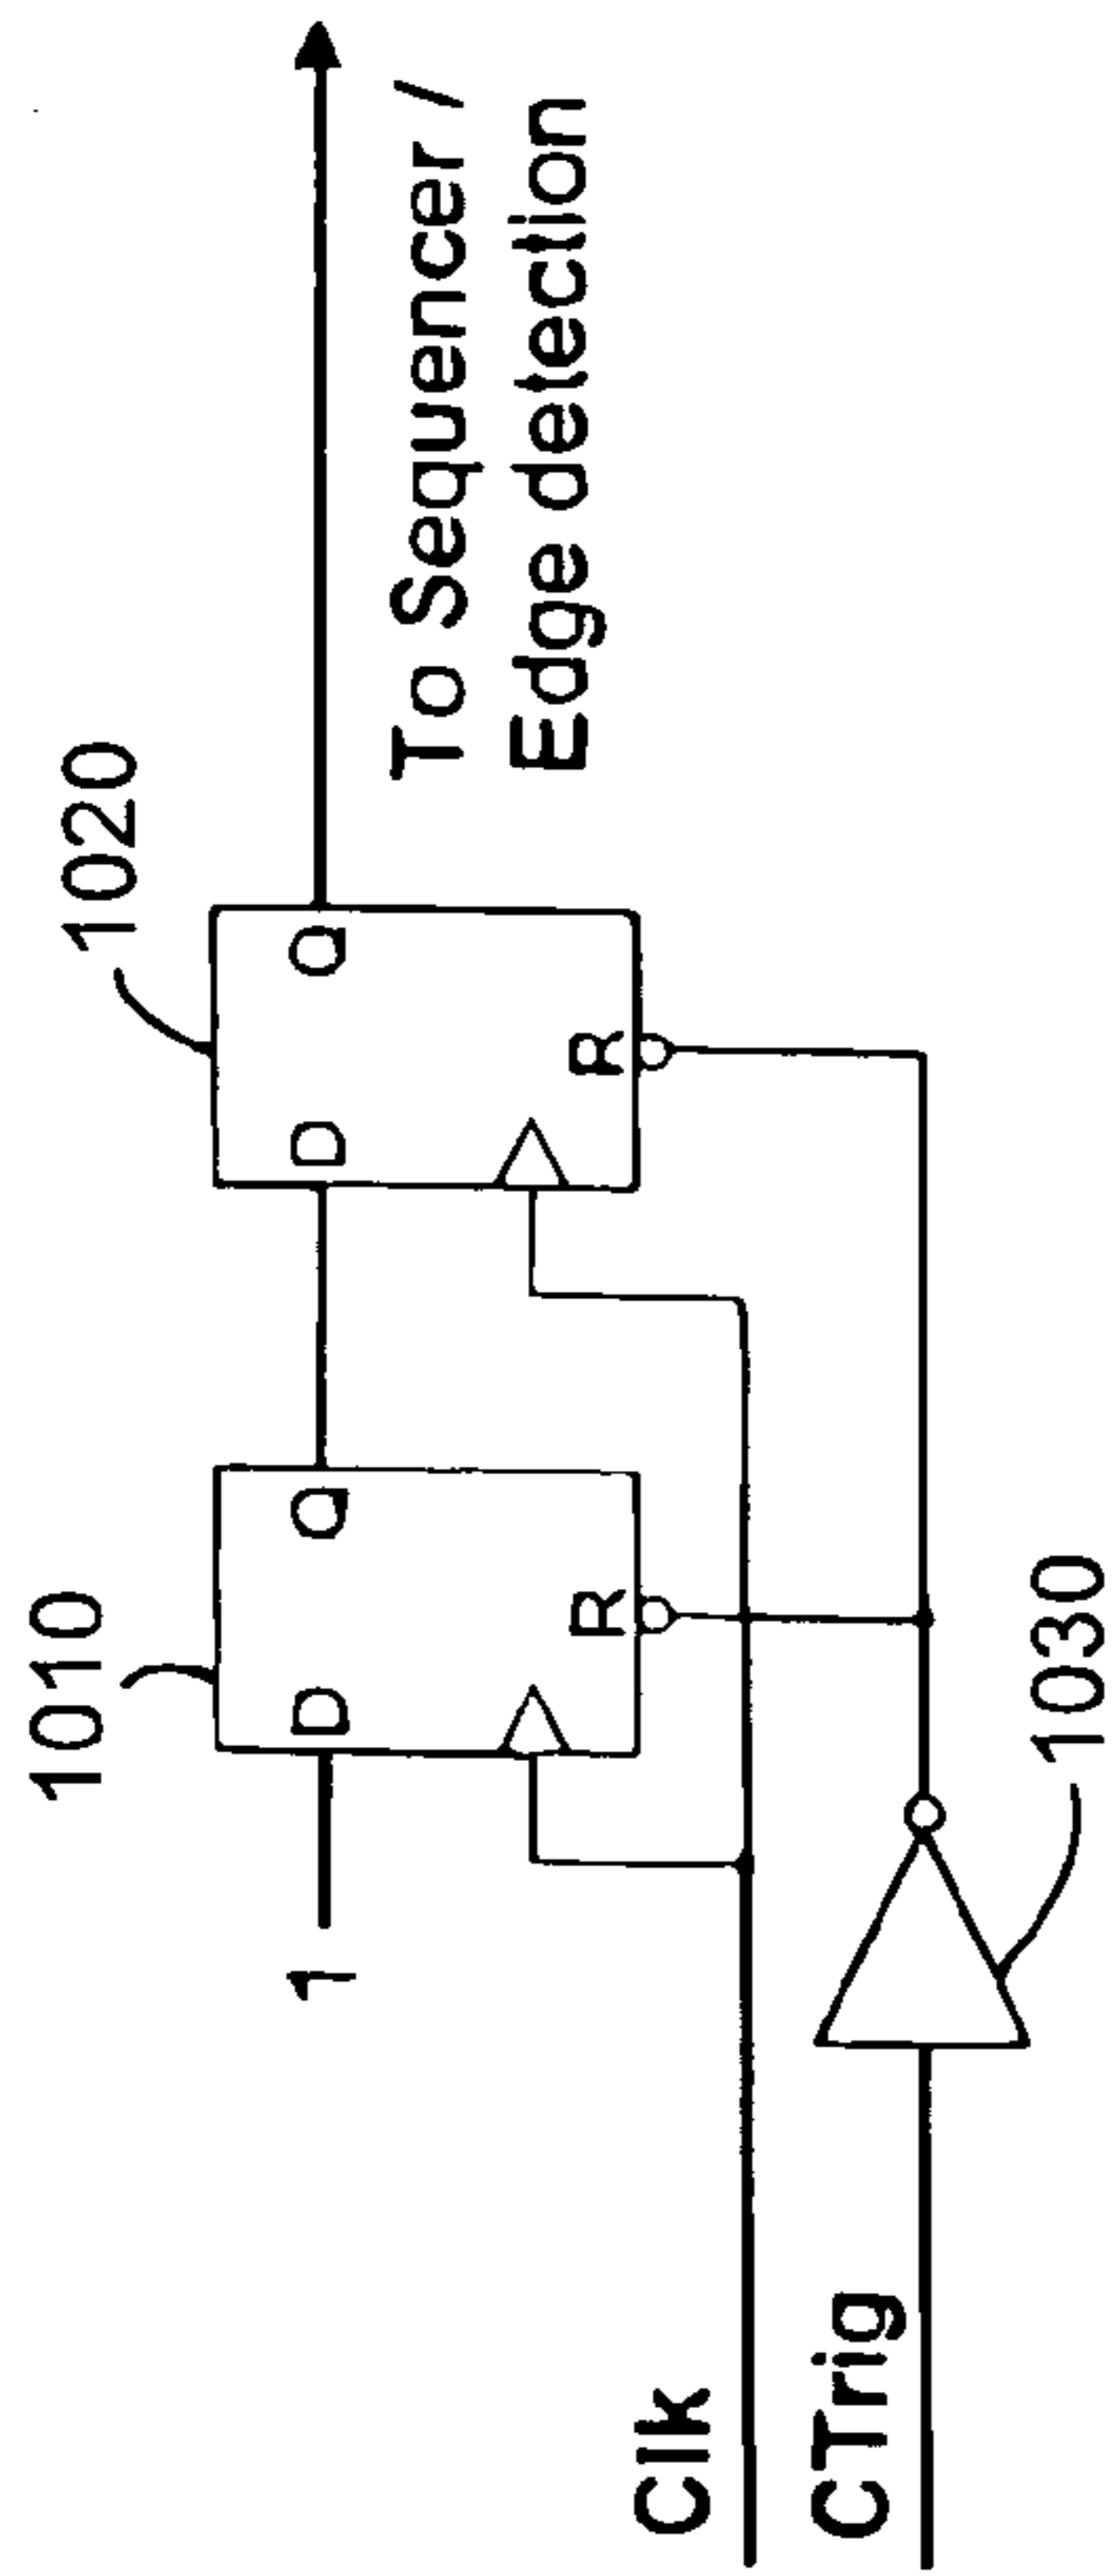 1010
1020
1
D
Q
D
Q
R
R
To Sequencer /
Edge detection
Clk
CTrig
1030